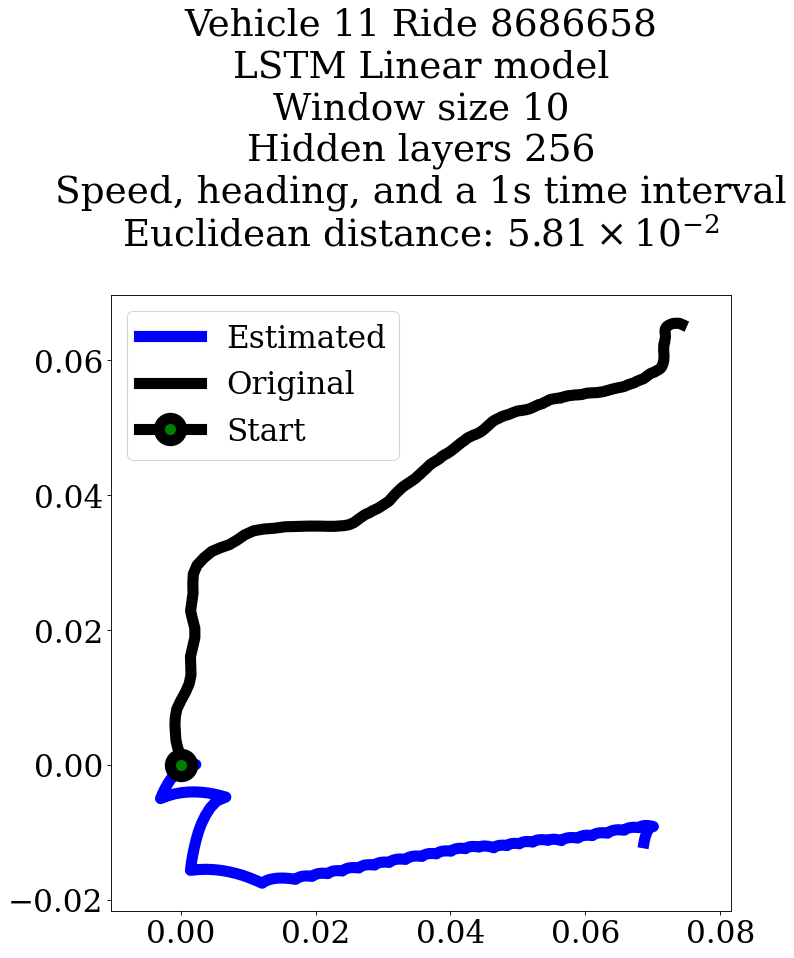 Vehicle 11 Ride 8686658
LSTM Linear model
Window size 10
Hidden layers 256
Speed, heading, and a 1s time interval
Euclidean distance: 5.81 × 10⁻²
Estimated
Original
Start
0.06
0.04
0.02
0.00
−0.02
0.00 0.02 0.04 0.06 0.08